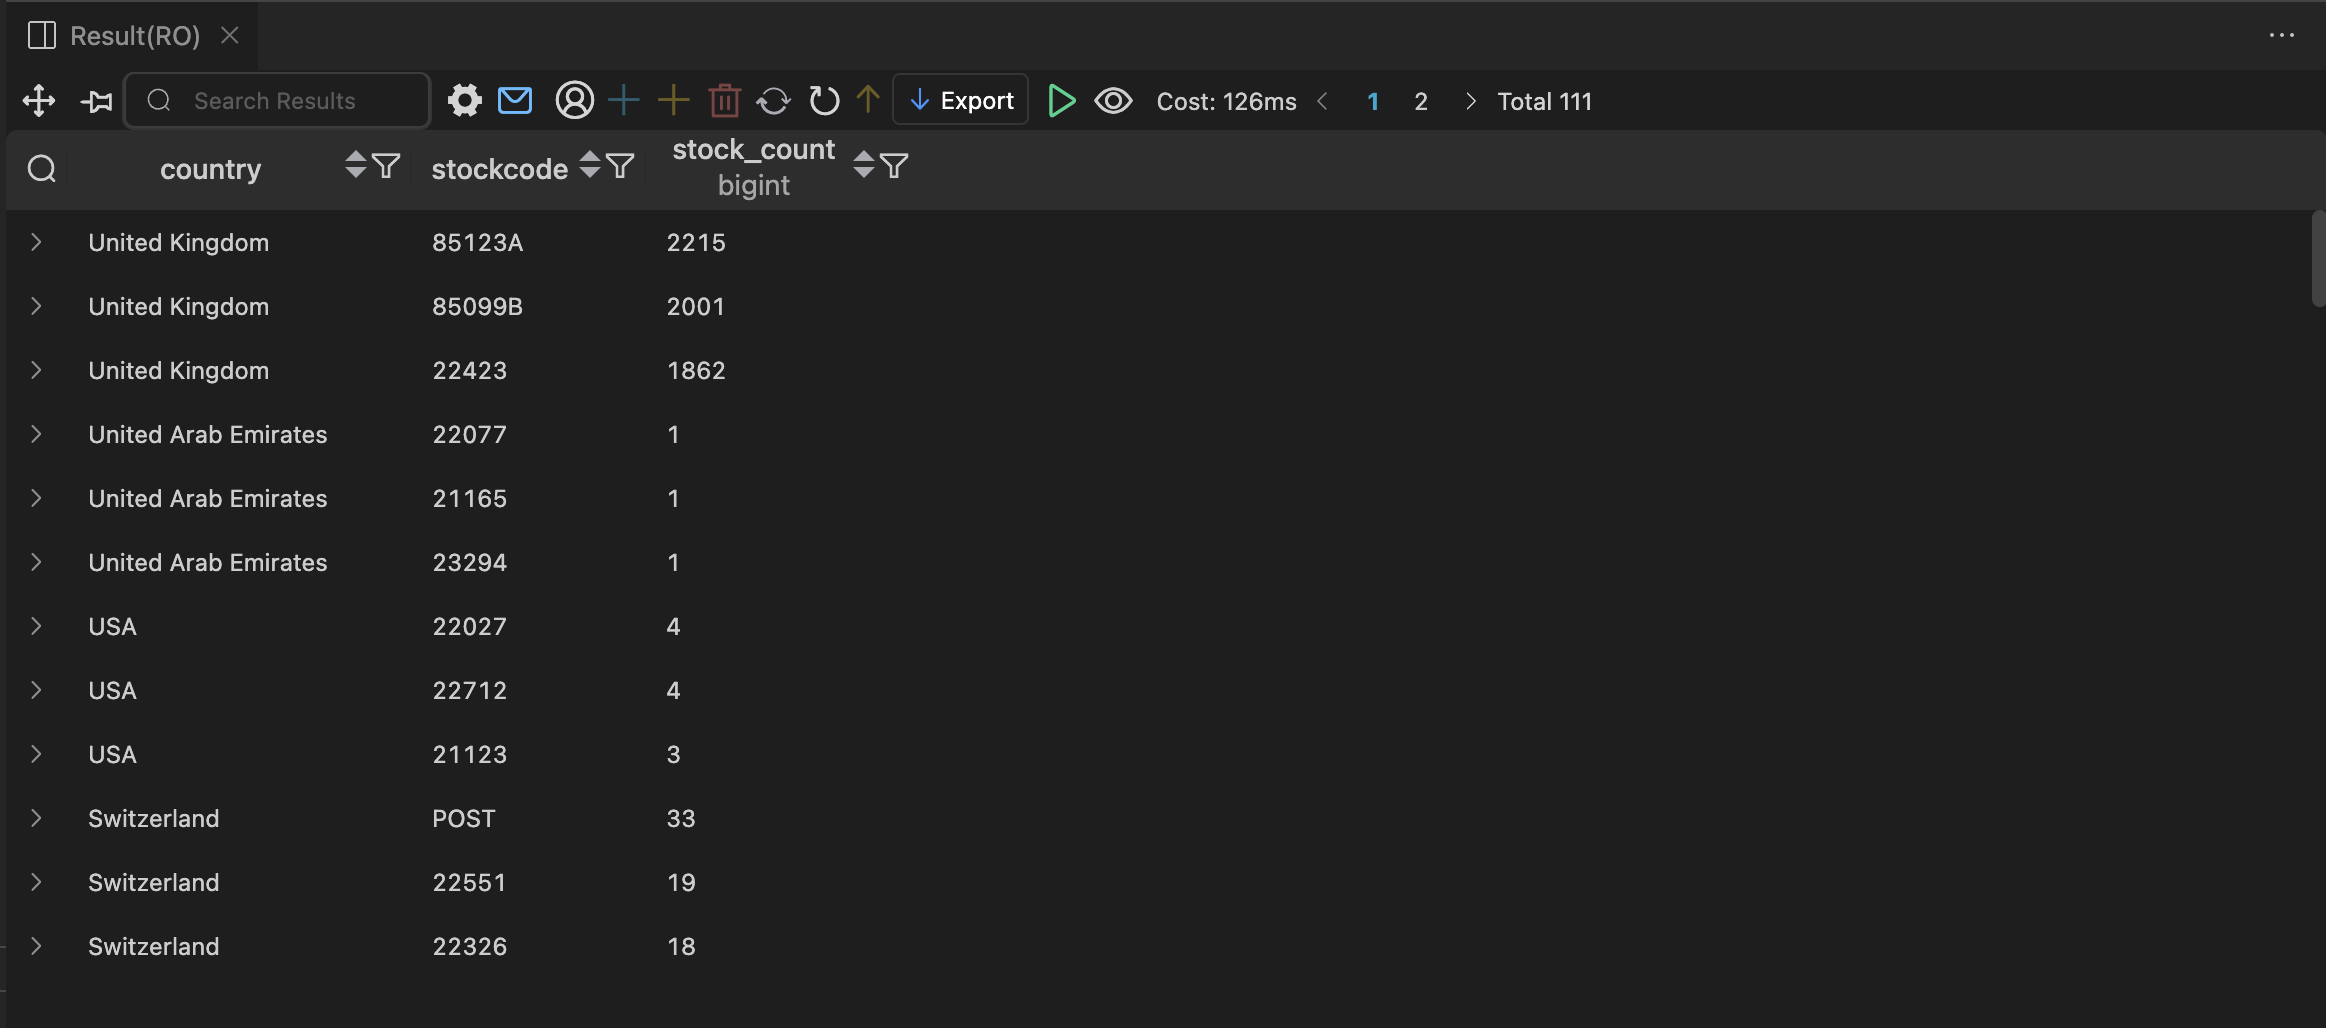 Result(RO)
Search Results
Export
Cost: 126ms
1
2
Total 111
country
stockcode
stock_count
bigint
United Kingdom 85123A 2215
United Kingdom 85099B 2001
United Kingdom 22423 1862
United Arab Emirates 22077 1
United Arab Emirates 21165 1
United Arab Emirates 23294 1
USA 22027 4
USA 22712 4
USA 21123 3
Switzerland POST 33
Switzerland 22551 19
Switzerland 22326 18